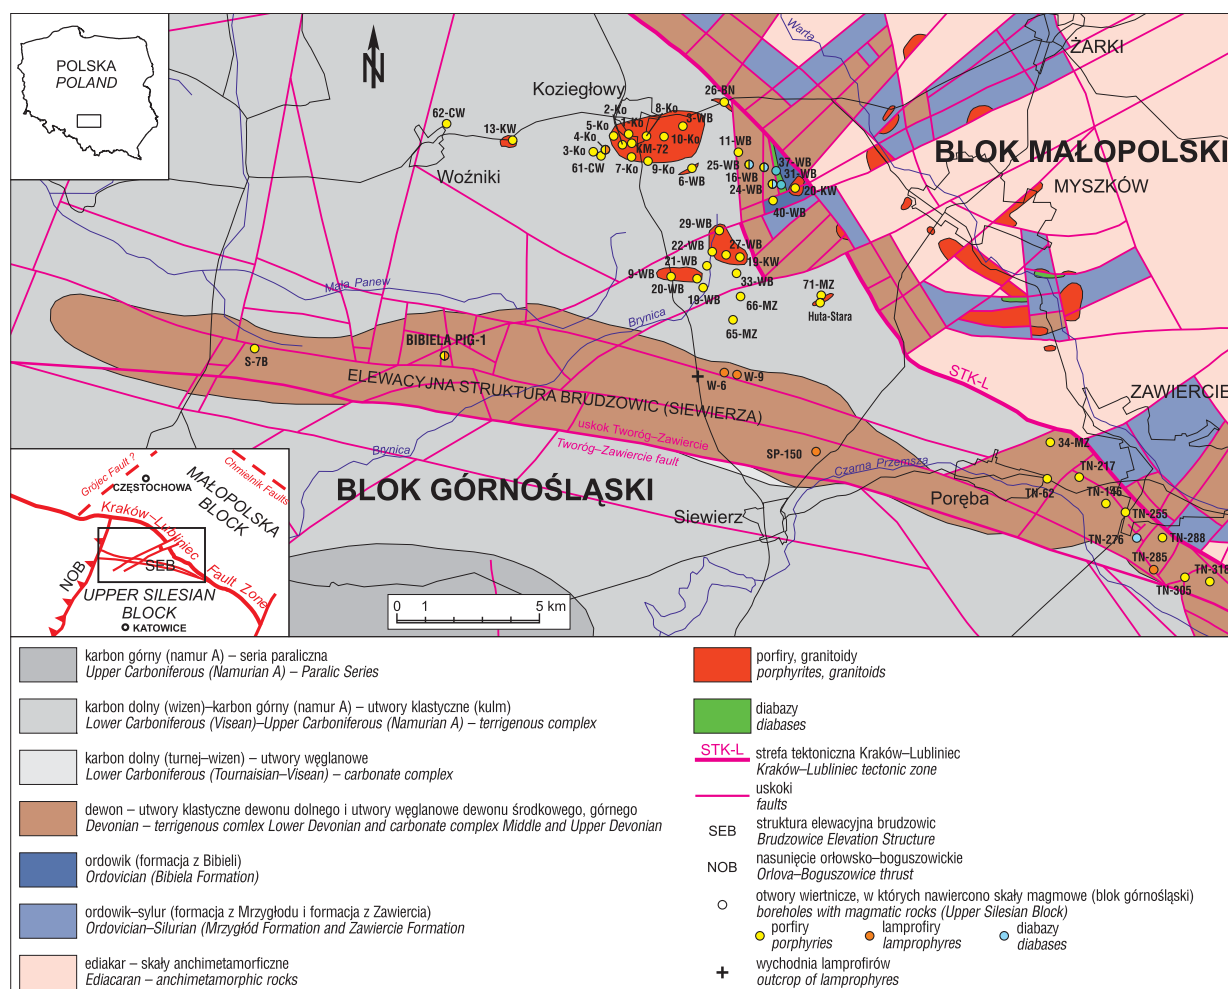 POLSKA
POLAND
N
Warta
ŻARKI
Koziegłowy
26-BN
2-Ko
8-Ko
62-CW
5-Ko
1-Ko
3-WB
13-KW
4-Ko
10-Ko
11-WB
BLOK MAŁOPOLSKI
3-Ko
KM-72
37-WB
25-WB
61-CW
7-Ko
9-Ko
16-WB
31-WB
Woźniki
6-WB
24-WB
20-KW
MYSZKÓW
40-WB
29-WB
22-WB
27-WB
21-WB
19-KW
9-WB
Mała Panew
20-WB
33-WB
71-MZ
19-WB
66-MZ
Huta-Stara
Brynica
65-MZ
BIBIELA PIG-1
S-7B
STK-L
W-6
W-9
ELEWACYJNA STRUKTURA BRUDZOWIC (SIEWIERZA)
ZAWIERCIE
uskok Tworóg–Zawiercie
Tworóg–Zawiercie fault
Brynica
34-MZ
SP-150
Czarna Przemsza
TN-217
TN-62
TN-145
BLOK GÓRNOŚLĄSKI
Poręba
Siewierz
TN-255
TN-276
TN-288
TN-285
TN-305
TN-318
Grójec Fault ?
Chmielnik Faults
CZĘSTOCHOWA
MAŁOPOLSKA
BLOCK
Kraków–Lubliniec
Fault Zone
NOB
SEB
UPPER SILESIAN
BLOCK
KATOWICE
0 1 5 km
karbon górny (namur A) – seria paraliczna
Upper Carboniferous (Namurian A) – Paralic Series
karbon dolny (wizen)–karbon górny (namur A) – utwory klastyczne (kulm)
Lower Carboniferous (Visean)–Upper Carboniferous (Namurian A) – terrigenous complex
karbon dolny (turnej–wizen) – utwory węglanowe
Lower Carboniferous (Tournaisian–Visean) – carbonate complex
dewon – utwory klastyczne dewonu dolnego i utwory węglanowe dewonu środkowego, górnego
Devonian – terrigenous comlex Lower Devonian and carbonate complex Middle and Upper Devonian
ordowik (formacja z Bibieli)
Ordovician (Bibiela Formation)
ordowik–sylur (formacja z Mrzygłodu i formacja z Zawiercia)
Ordovician–Silurian (Mrzygłód Formation and Zawiercie Formation
ediakar – skały anchimetamorficzne
Ediacaran – anchimetamorphic rocks
porfiry, granitoidy
porphyrites, granitoids
diabazy
diabases
STK-L
strefa tektoniczna Kraków–Lubliniec
Kraków–Lubliniec tectonic zone
uskoki
faults
SEB
struktura elewacyjna brudzowic
Brudzowice Elevation Structure
NOB
nasunięcie orłowsko–boguszowickie
Orlova–Boguszowice thrust
otwory wiertnicze, w których nawiercono skały magmowe (blok górnośląski)
boreholes with magmatic rocks (Upper Silesian Block)
porfiry
porphyries
lamprofiry
lamprophyres
diabazy
diabases
wychodnia lamprofirów
outcrop of lamprophyres